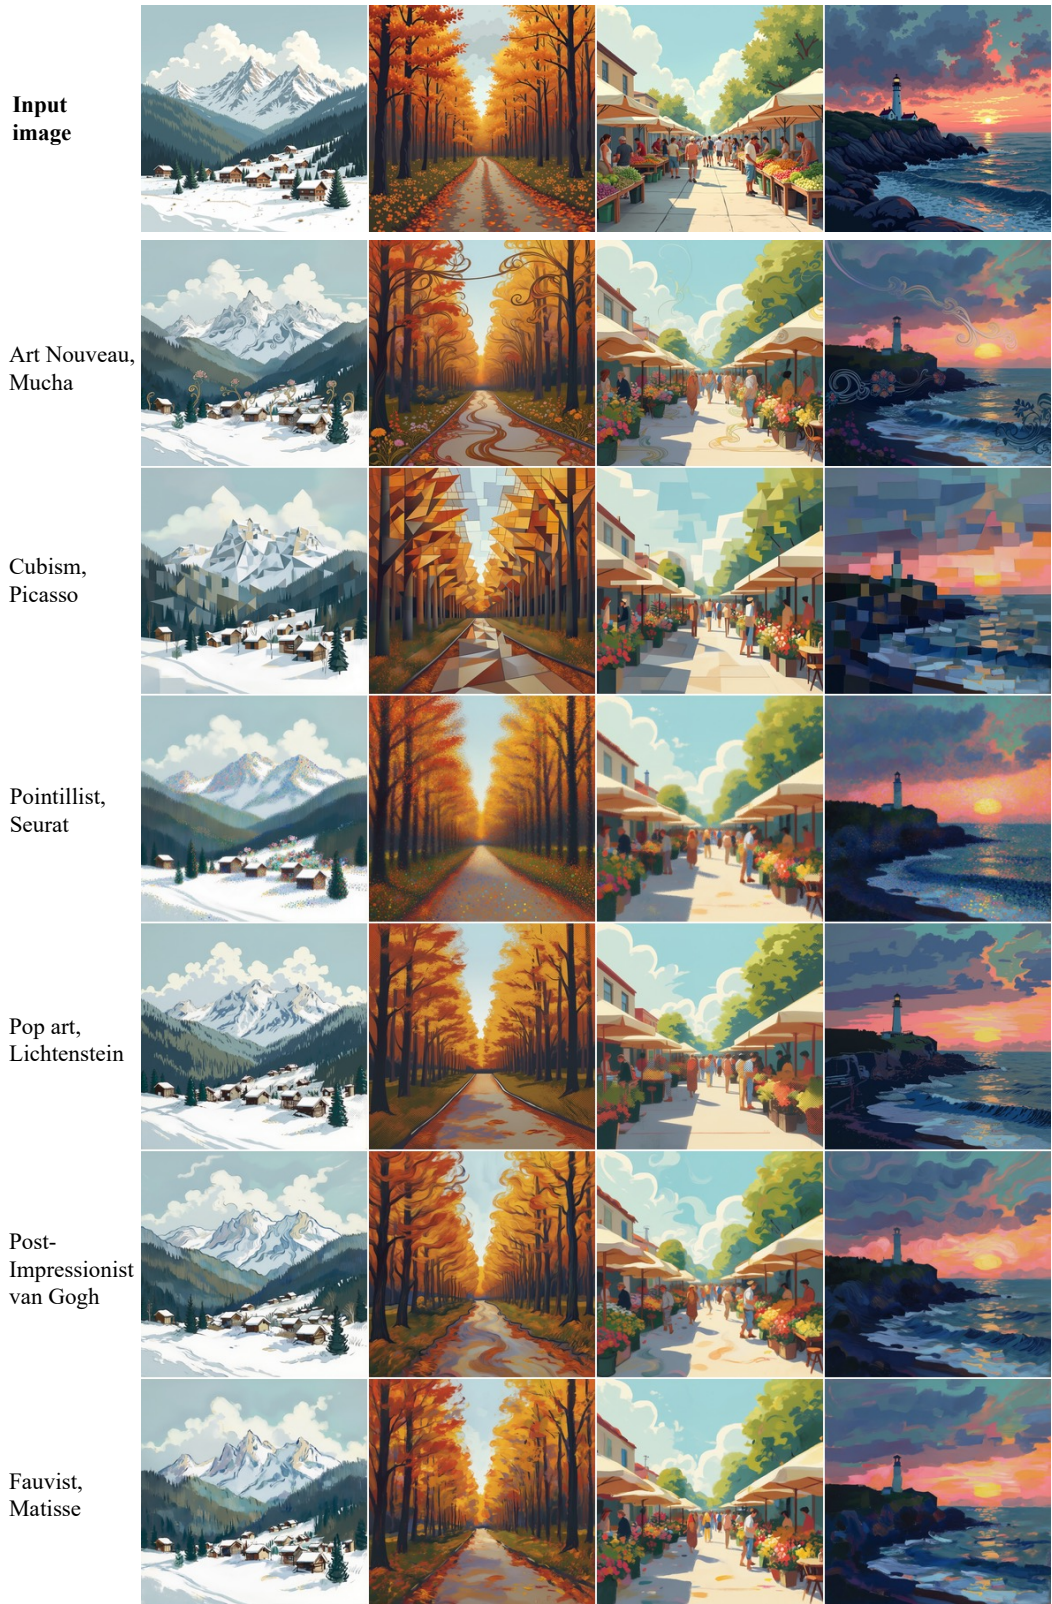 Input
image
Art Nouveau,
Mucha
Cubism,
Picasso
Pointillist,
Seurat
Pop art,
Lichtenstein
Post-
Impressionist
van Gogh
Fauvist,
Matisse